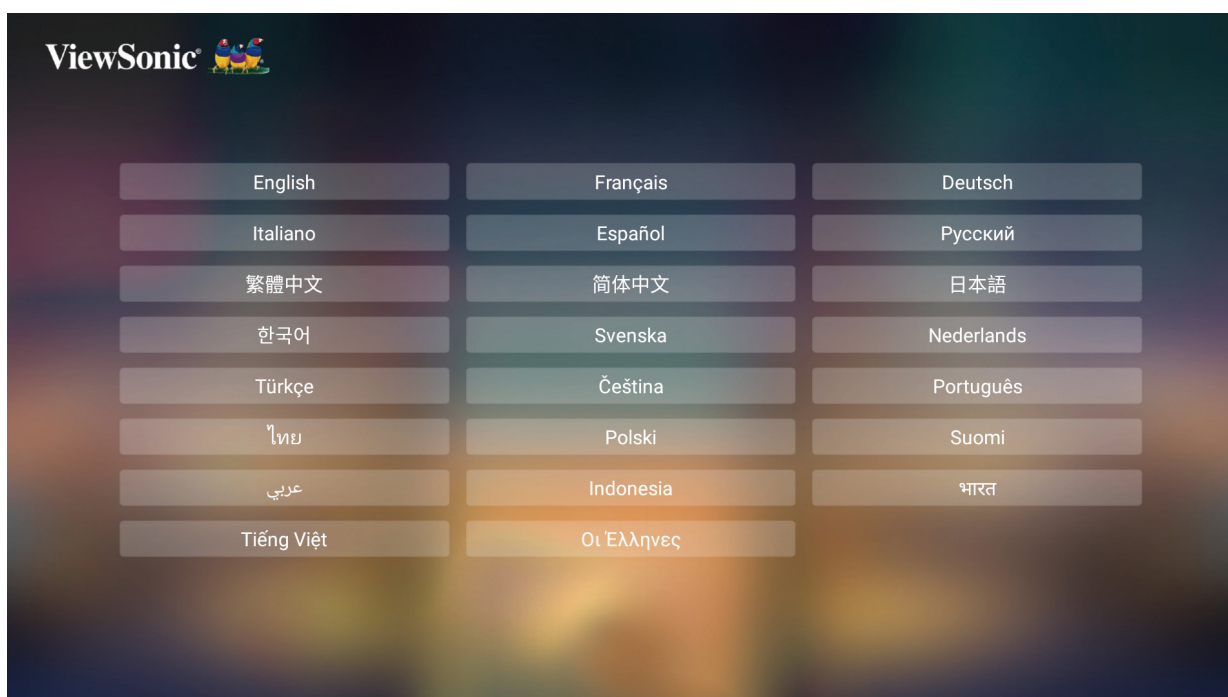 ViewSonic®
English Français Deutsch
Italiano Español Русский
繁體中文 简体中文 日本語
한국어 Svenska Nederlands
Türkçe Čeština Português
ไทย Polski Suomi
عربي Indonesia भारत
Tiếng Việt Οι Έλληνες